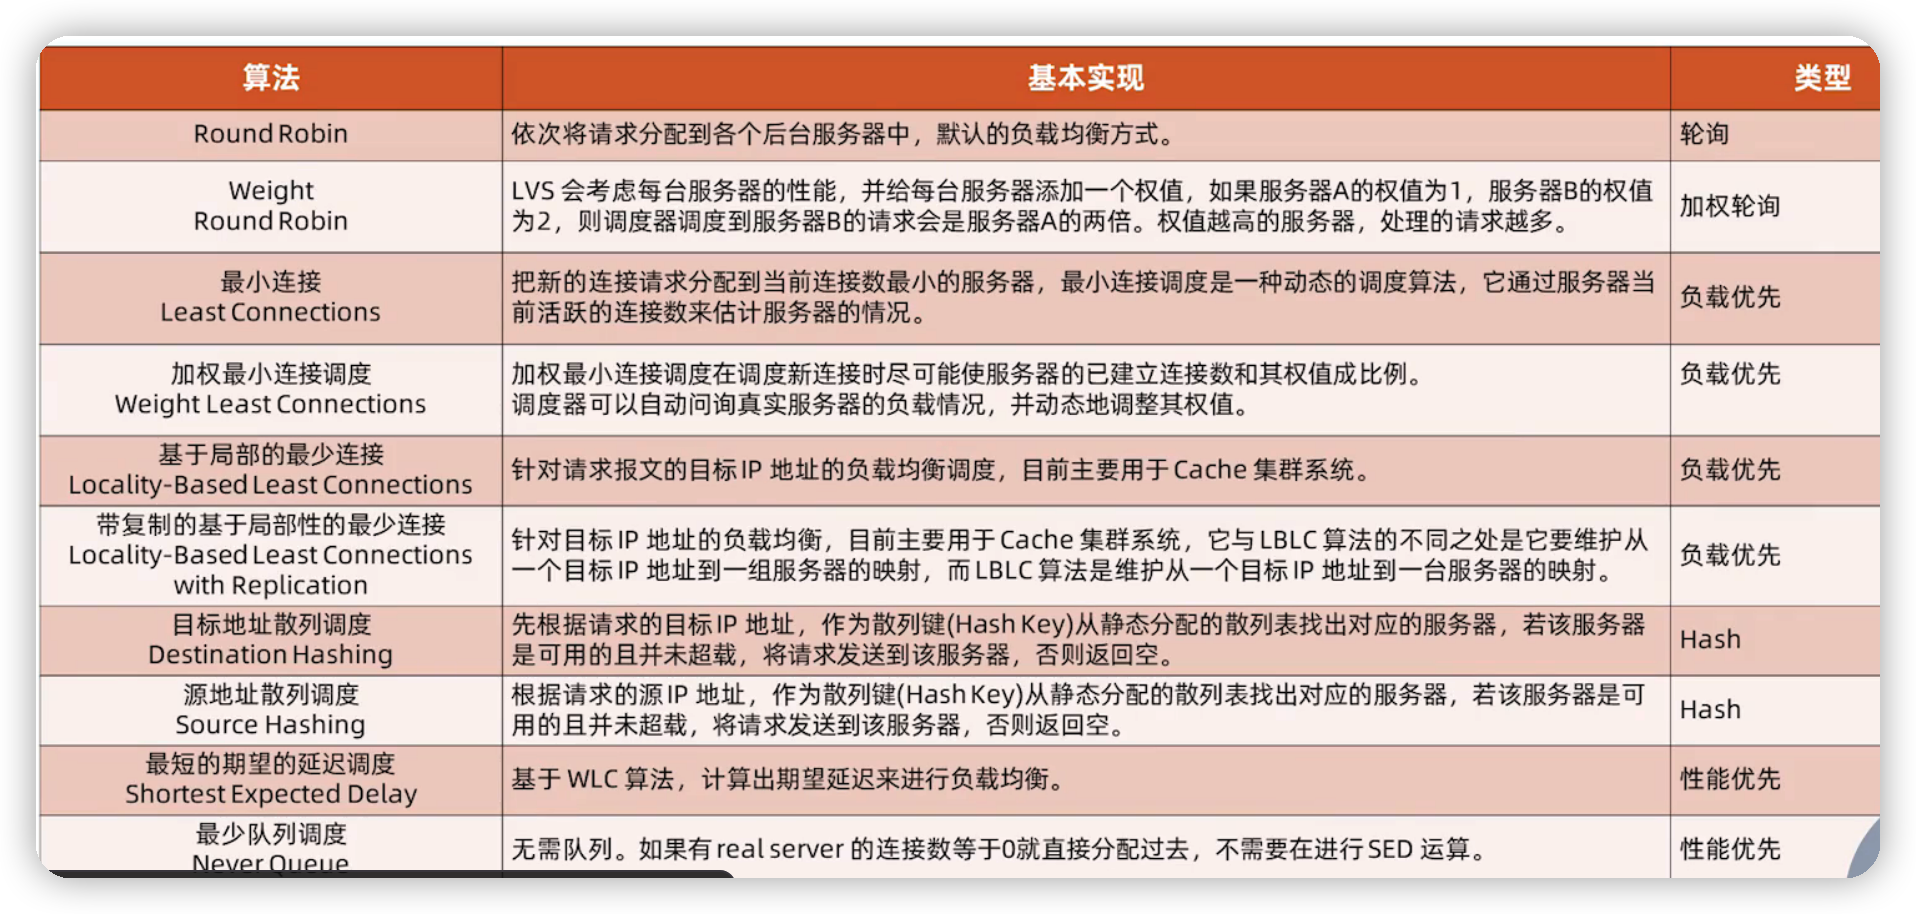 算法 基本实现 类型
Round Robin
依次将请求分配到各个后台服务器中，默认的负载均衡方式。
轮询
Weight
Round Robin
LVS 会考虑每台服务器的性能，并给每台服务器添加一个权值，如果服务器A的权值为1，服务器B的权值
为2，则调度器调度到服务器B的请求会是服务器A的两倍。权值越高的服务器，处理的请求越多。
加权轮询
最小连接
Least Connections
把新的连接请求分配到当前连接数最小的服务器，最小连接调度是一种动态的调度算法，它通过服务器当
前活跃的连接数来估计服务器的情况。
负载优先
加权最小连接调度
Weight Least Connections
加权最小连接调度在调度新连接时尽可能使服务器的已建立连接数和其权值成比例。
调度器可以自动问询真实服务器的负载情况，并动态地调整其权值。
负载优先
基于局部的最少连接
Locality-Based Least Connections
针对请求报文的目标 IP 地址的负载均衡调度，目前主要用于 Cache 集群系统。
负载优先
带复制的基于局部性的最少连接
Locality-Based Least Connections
with Replication
针对目标 IP 地址的负载均衡，目前主要用于 Cache 集群系统，它与 LBLC 算法的不同之处是它要维护从
一个目标 IP 地址到一组服务器的映射，而 LBLC 算法是维护从一个目标 IP 地址到一台服务器的映射。
负载优先
目标地址散列调度
Destination Hashing
先根据请求的目标 IP 地址，作为散列键(Hash Key)从静态分配的散列表找出对应的服务器，若该服务器
是可用的且并未超载，将请求发送到该服务器，否则返回空。
Hash
源地址散列调度
Source Hashing
根据请求的源 IP 地址，作为散列键(Hash Key)从静态分配的散列表找出对应的服务器，若该服务器是可
用的且并未超载，将请求发送到该服务器，否则返回空。
Hash
最短的期望的延迟调度
Shortest Expected Delay
基于 WLC 算法，计算出期望延迟来进行负载均衡。
性能优先
最少队列调度
Never Queue
无需队列。如果有 real server 的连接数等于0就直接分配过去，不需要在进行 SED 运算。
性能优先